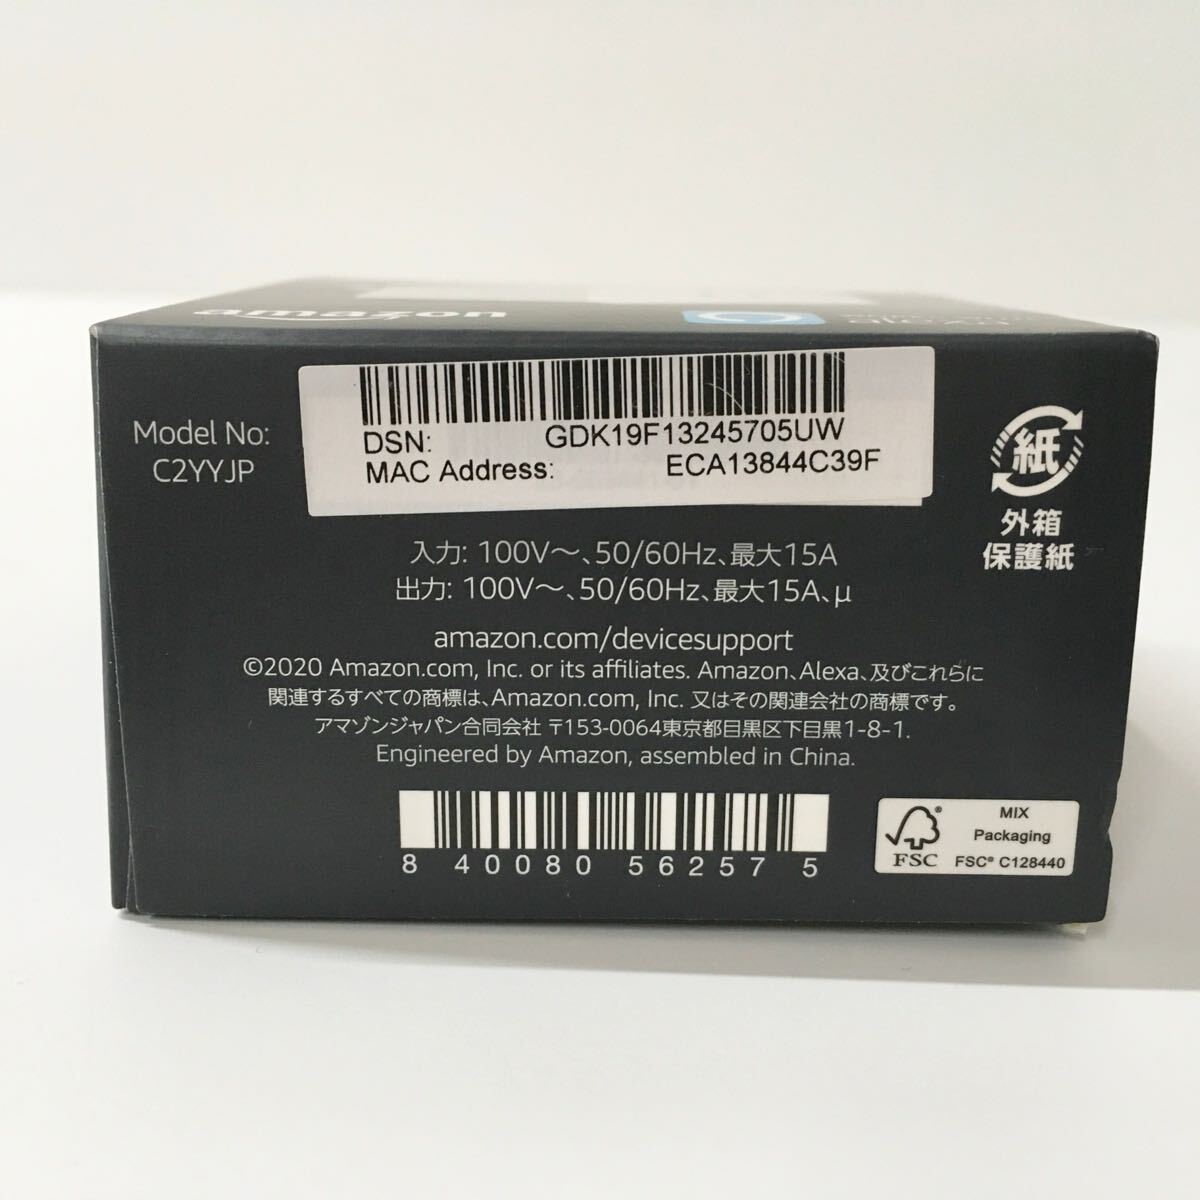 amazon
Model No:
C2YYJP
DSN: GDK19F13245705UW
MAC Address: ECA13844C39F
紙
外箱
保護紙
入力: 100V～、50/60Hz、最大15A
出力: 100V～、50/60Hz、最大15A、μ
amazon.com/devicesupport
©2020 Amazon.com, Inc. or its affiliates. Amazon、Alexa、及びこれらに
関連するすべての商標は、Amazon.com, Inc. 又はその関連会社の商標です。
アマゾンジャパン合同会社 〒153-0064東京都目黒区下目黒1-8-1.
Engineered by Amazon, assembled in China.
8 40080 56257 5
FSC
MIX
Packaging
FSC® C128440